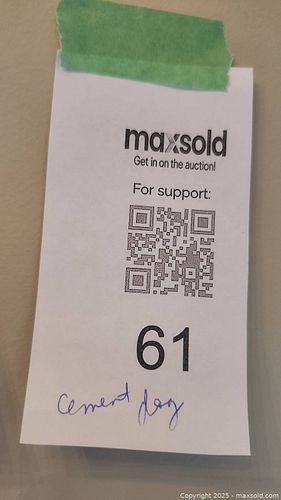 maxsold
Get in on the auction!
For support:
61
cement dog
Copyright © 2025 - maxsold.com